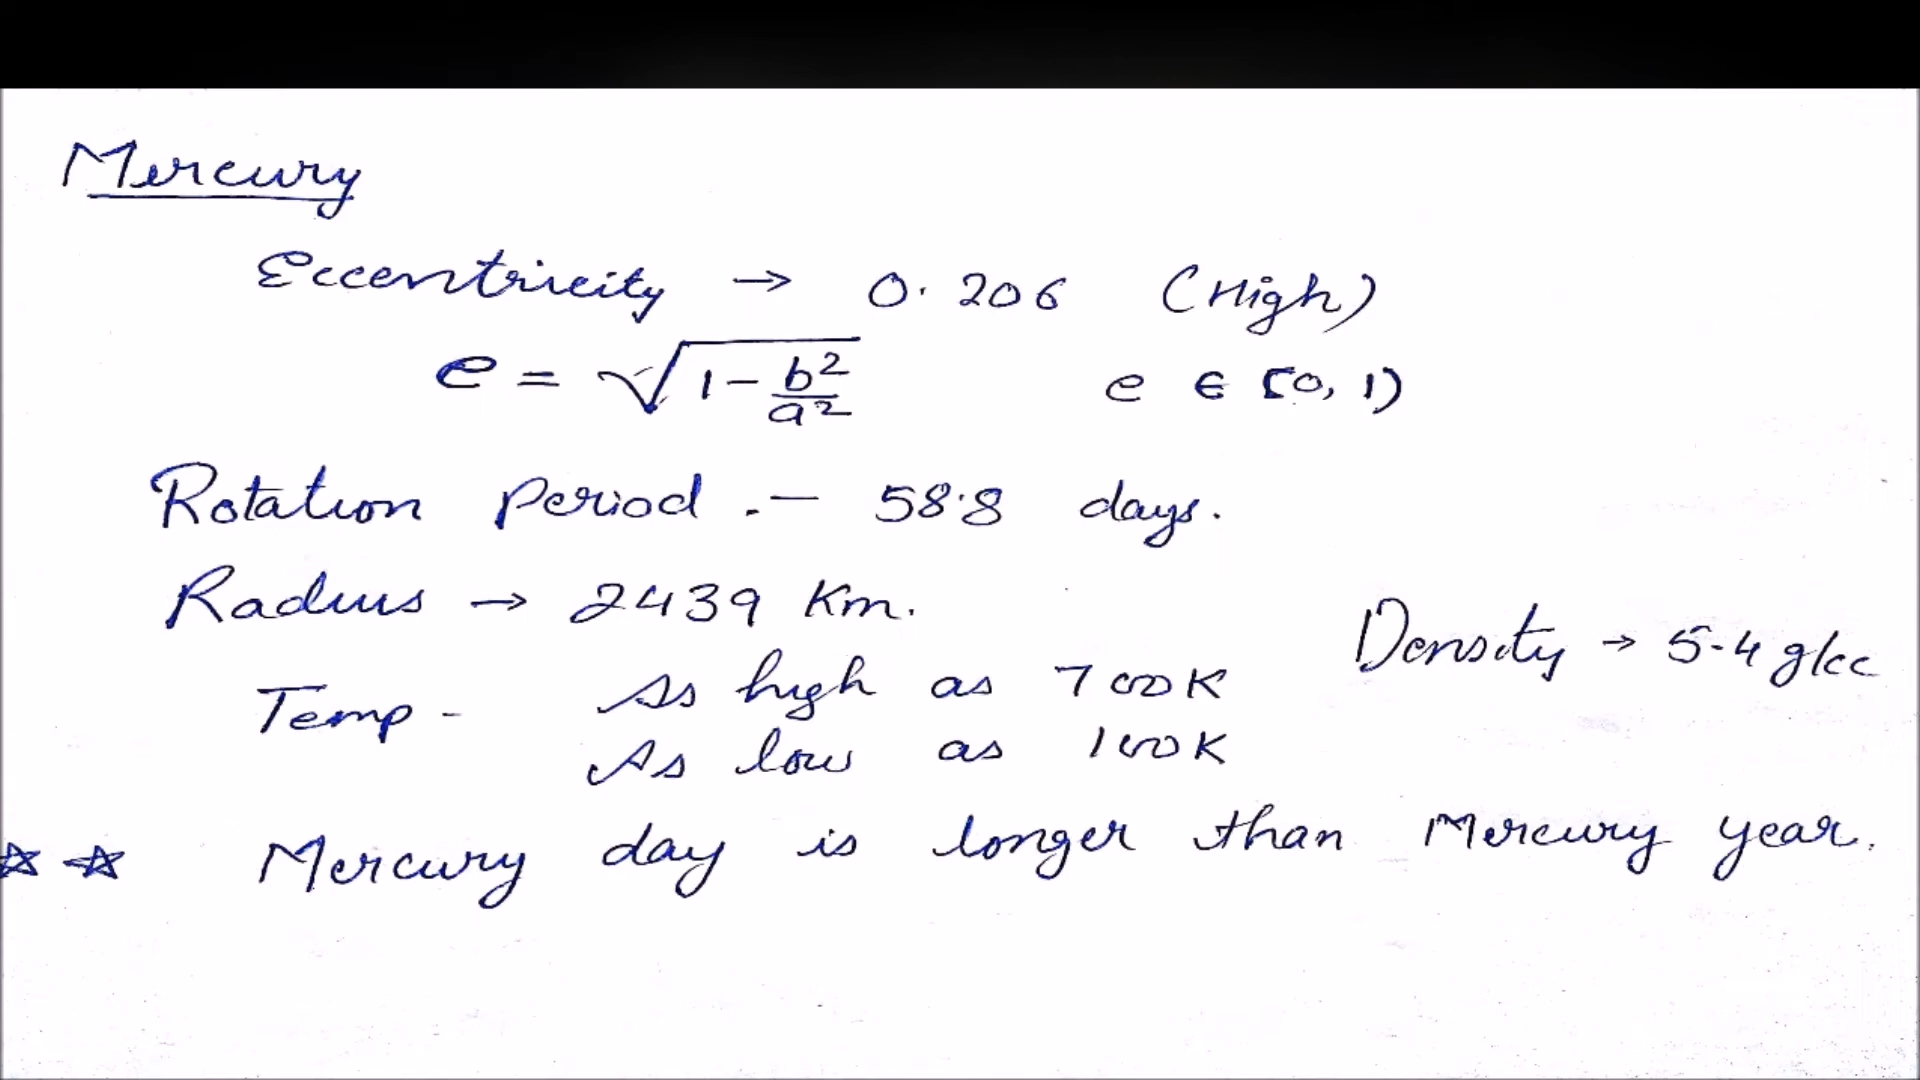 Mercury
Eccentricity → 0.206 (High)
e = √(1 - b²/a²) e ∈ [0, 1)
Rotation Period .- 58.8 days.
Radius → 2439 Km.
Density → 5.4 g/cc
Temp - As high as 700K
As low as 100K
☆ ☆ Mercury day is longer than Mercury year.